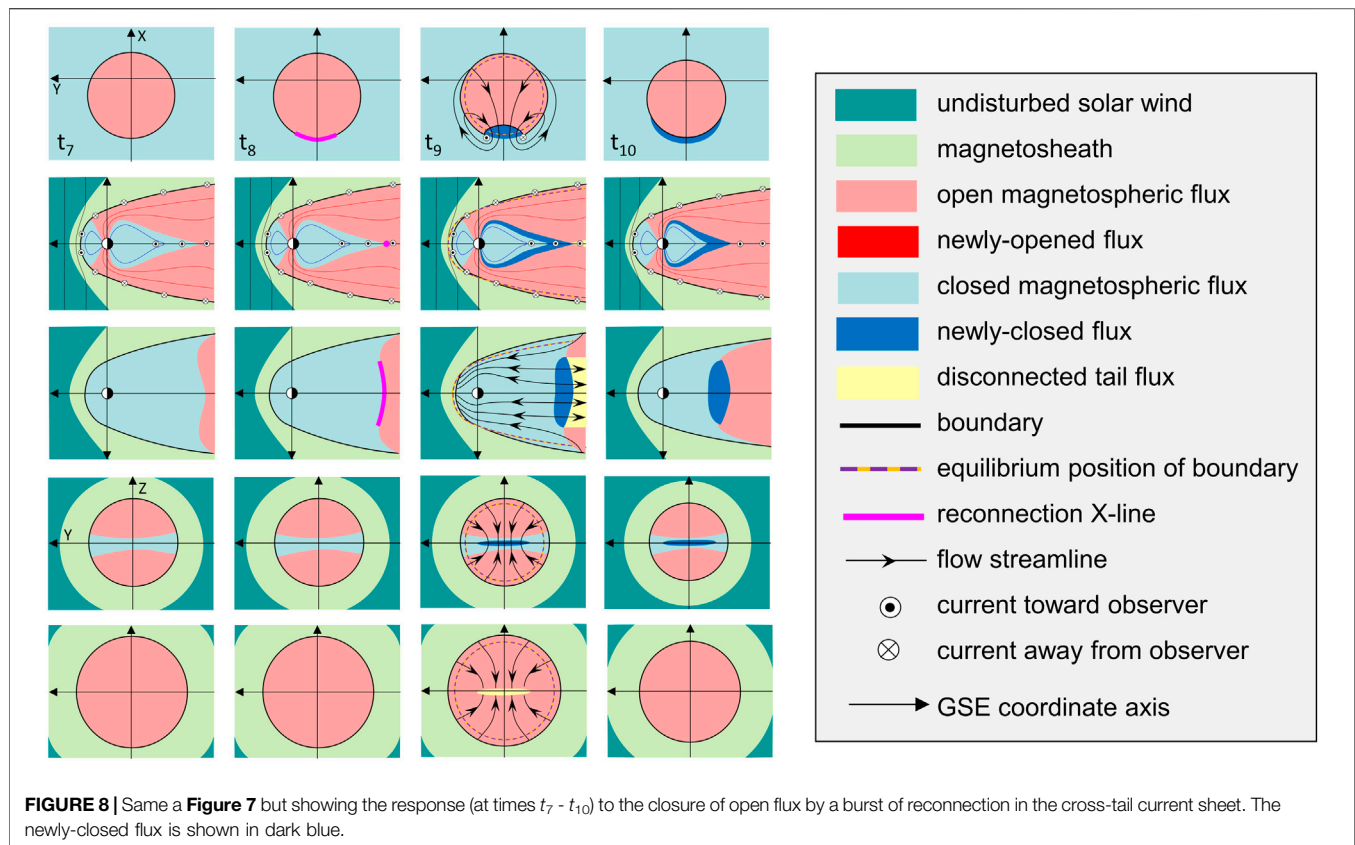 X
Y
t7
t8
t9
t10
Z
Y
undisturbed solar wind
magnetosheath
open magnetospheric flux
newly-opened flux
closed magnetospheric flux
newly-closed flux
disconnected tail flux
boundary
equilibrium position of boundary
reconnection X-line
flow streamline
current toward observer
current away from observer
GSE coordinate axis
FIGURE 8 | Same a Figure 7 but showing the response (at times t7 - t10) to the closure of open flux by a burst of reconnection in the cross-tail current sheet. The
newly-closed flux is shown in dark blue.